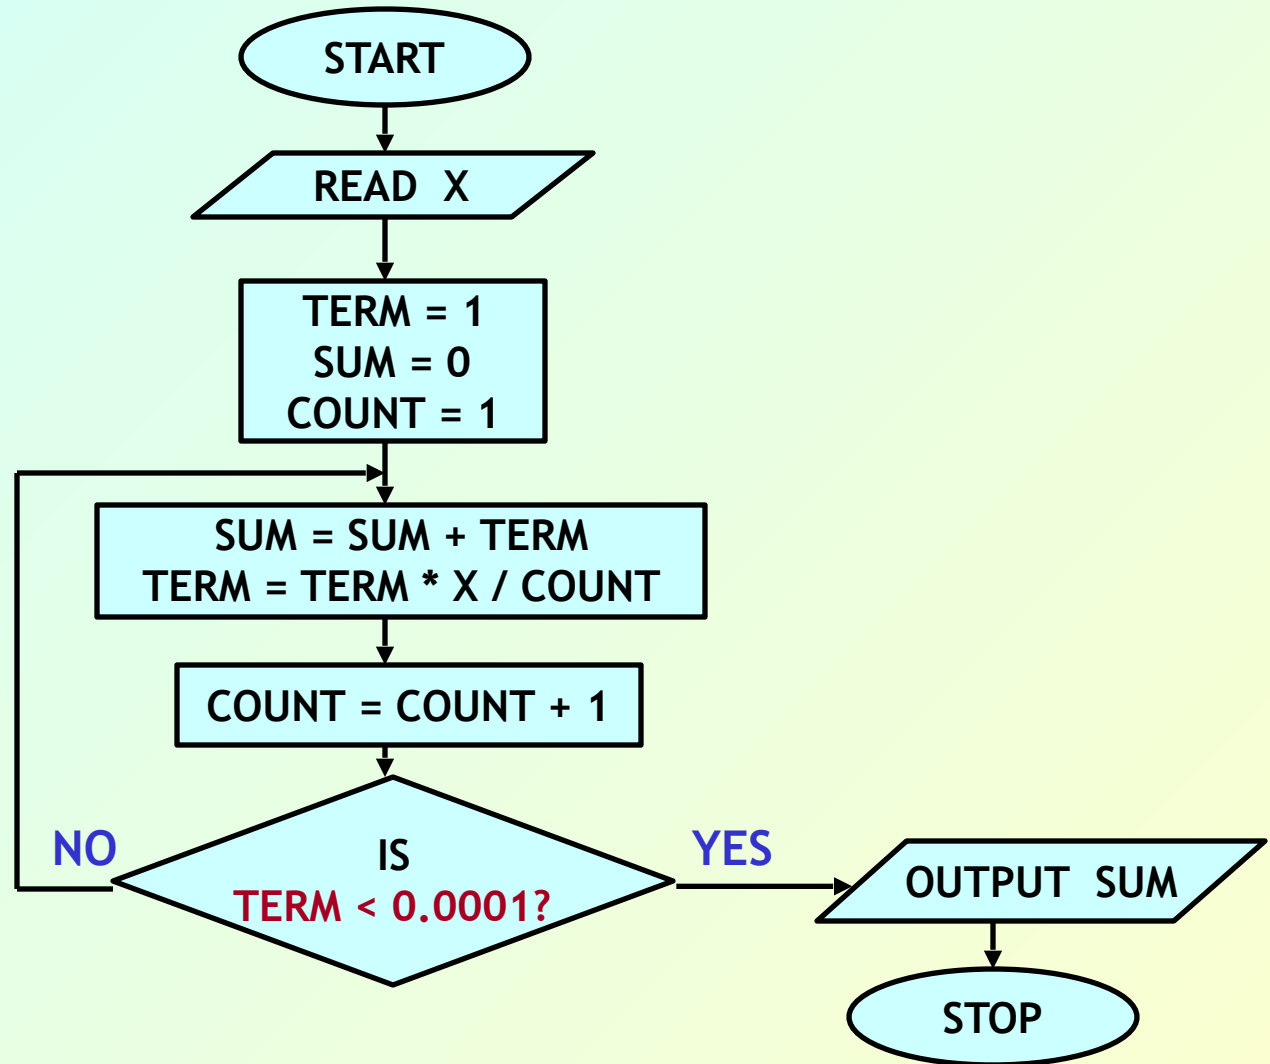 START
READ X
TERM = 1
SUM = 0
COUNT = 1
SUM = SUM + TERM
TERM = TERM * X / COUNT
COUNT = COUNT + 1
NO
IS
TERM < 0.0001?
YES
OUTPUT SUM
STOP